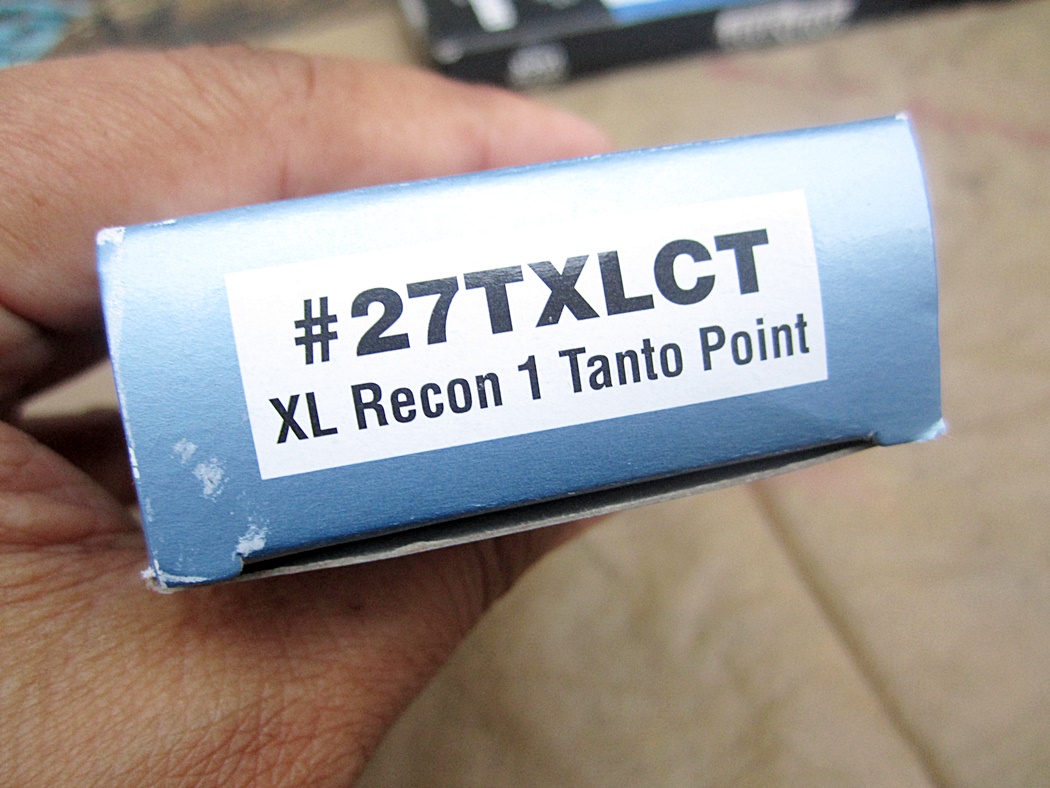 #27TXLCT
XL Recon 1 Tanto Point